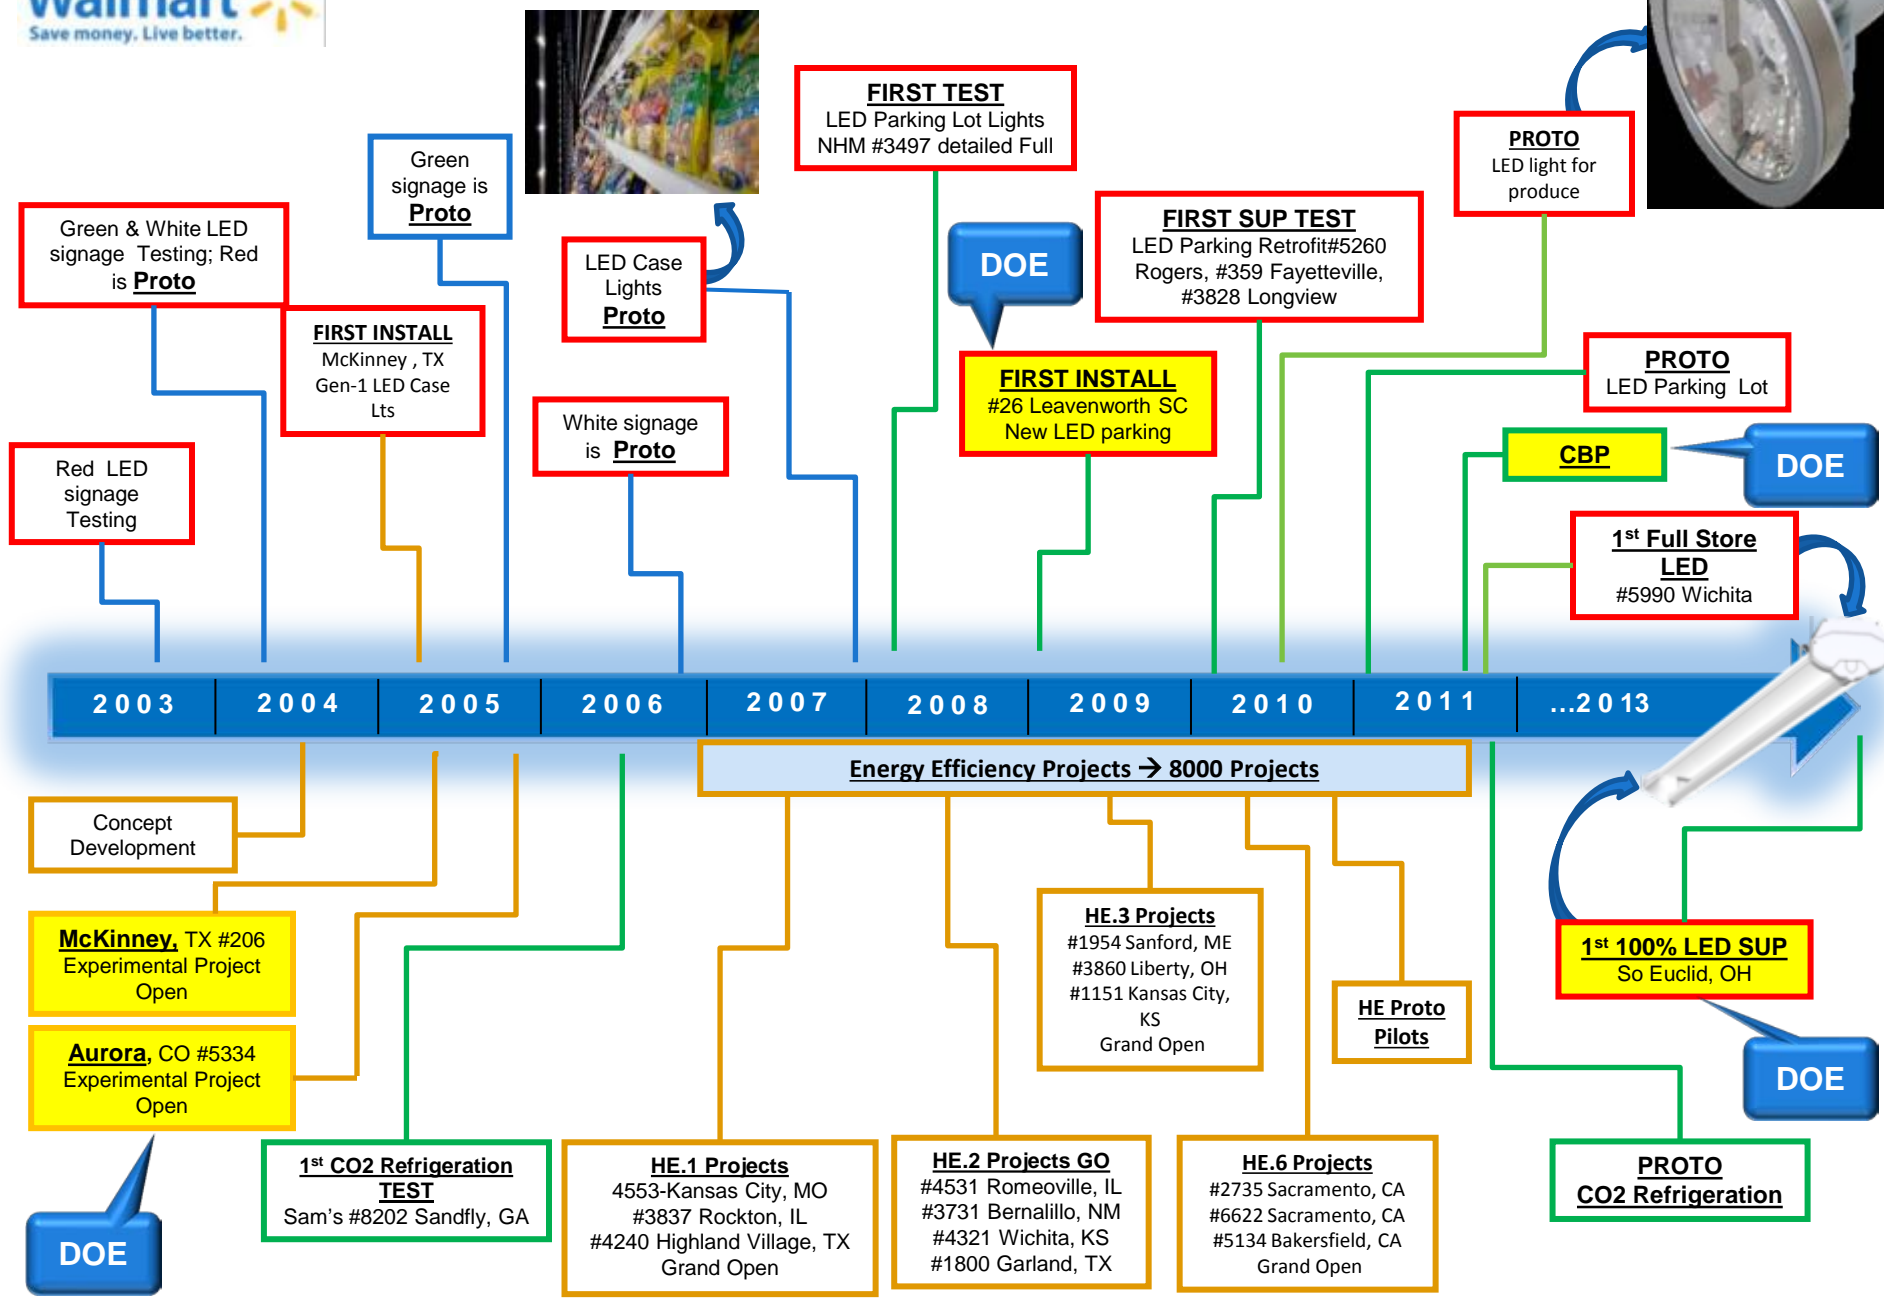 Walmart
Save money. Live better.
FIRST TEST
LED Parking Lot Lights
NHM #3497 detailed Full
PROTO
LED light for
produce
Green
signage is
Proto
Green & White LED
signage Testing; Red
is Proto
FIRST SUP TEST
LED Parking Retrofit#5260
Rogers, #359 Fayetteville,
#3828 Longview
DOE
LED Case
Lights
Proto
FIRST INSTALL
McKinney , TX
Gen-1 LED Case
Lts
PROTO
LED Parking Lot
FIRST INSTALL
#26 Leavenworth SC
New LED parking
White signage
is Proto
CBP
DOE
Red LED
signage
Testing
1st Full Store
LED
#5990 Wichita
2003
2004
2005
2006
2007
2008
2009
2010
2011
...2013
Energy Efficiency Projects → 8000 Projects
Concept
Development
McKinney, TX #206
Experimental Project
Open
HE.3 Projects
#1954 Sanford, ME
#3860 Liberty, OH
#1151 Kansas City,
KS
Grand Open
1st 100% LED SUP
So Euclid, OH
HE Proto
Pilots
Aurora, CO #5334
Experimental Project
Open
DOE
1st CO2 Refrigeration
TEST
Sam's #8202 Sandfly, GA
HE.1 Projects
4553-Kansas City, MO
#3837 Rockton, IL
#4240 Highland Village, TX
Grand Open
HE.2 Projects GO
#4531 Romeoville, IL
#3731 Bernalillo, NM
#4321 Wichita, KS
#1800 Garland, TX
HE.6 Projects
#2735 Sacramento, CA
#6622 Sacramento, CA
#5134 Bakersfield, CA
Grand Open
PROTO
CO2 Refrigeration
DOE